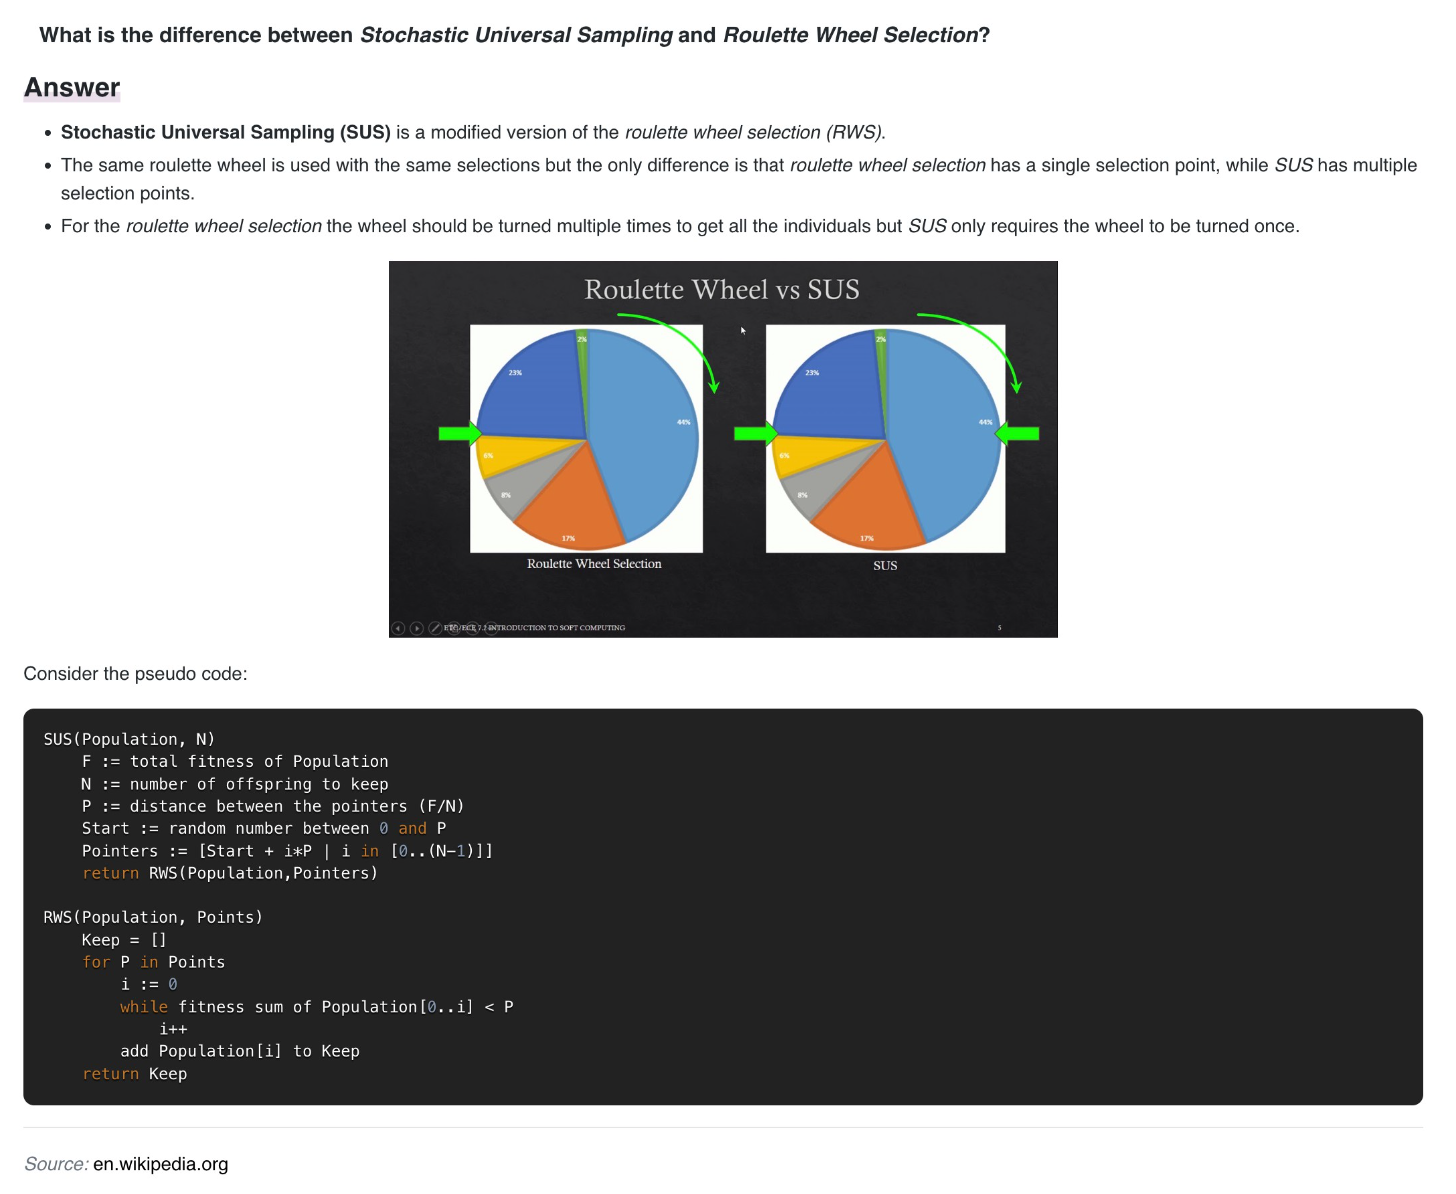 What is the difference between Stochastic Universal Sampling and Roulette Wheel Selection?
Answer
• Stochastic Universal Sampling (SUS) is a modified version of the roulette wheel selection (RWS).
• The same roulette wheel is used with the same selections but the only difference is that roulette wheel selection has a single selection point, while SUS has multiple
selection points.
• For the roulette wheel selection the wheel should be turned multiple times to get all the individuals but SUS only requires the wheel to be turned once.
Roulette Wheel vs SUS
2%
23%
44%
6%
8%
17%
Roulette Wheel Selection
2%
23%
44%
6%
8%
17%
SUS
INTRODUCTION TO SOFT COMPUTING
5
Consider the pseudo code:
SUS(Population, N)
    F := total fitness of Population
    N := number of offspring to keep
    P := distance between the pointers (F/N)
    Start := random number between 0 and P
    Pointers := [Start + i*P | i in [0..(N-1)]]
    return RWS(Population,Pointers)
RWS(Population, Points)
    Keep = []
    for P in Points
        i := 0
        while fitness sum of Population[0..i] < P
            i++
        add Population[i] to Keep
    return Keep
Source: en.wikipedia.org